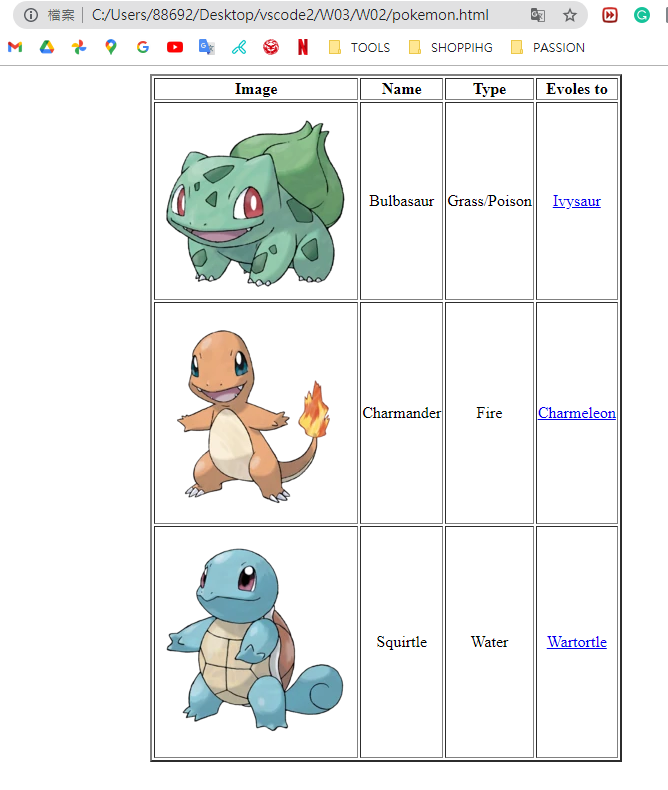 檔案 C:/Users/88692/Desktop/vscode2/W03/W02/pokemon.html
TOOLS SHOPPIHG PASSION
Image Name Type Evoles to
Bulbasaur Grass/Poison Ivysaur
Charmander Fire Charmeleon
Squirtle Water Wartortle